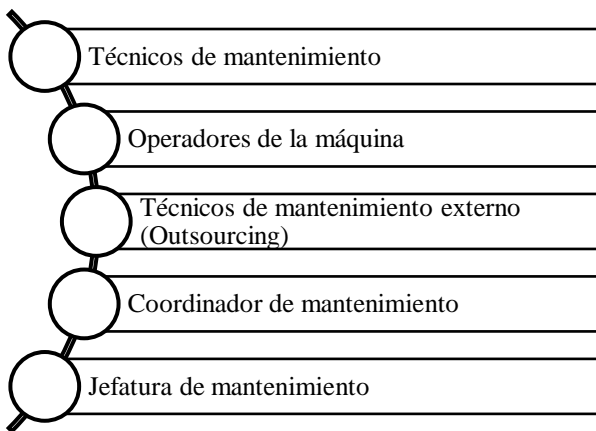 Técnicos de mantenimiento
Operadores de la máquina
Técnicos de mantenimiento externo
(Outsourcing)
Coordinador de mantenimiento
Jefatura de mantenimiento